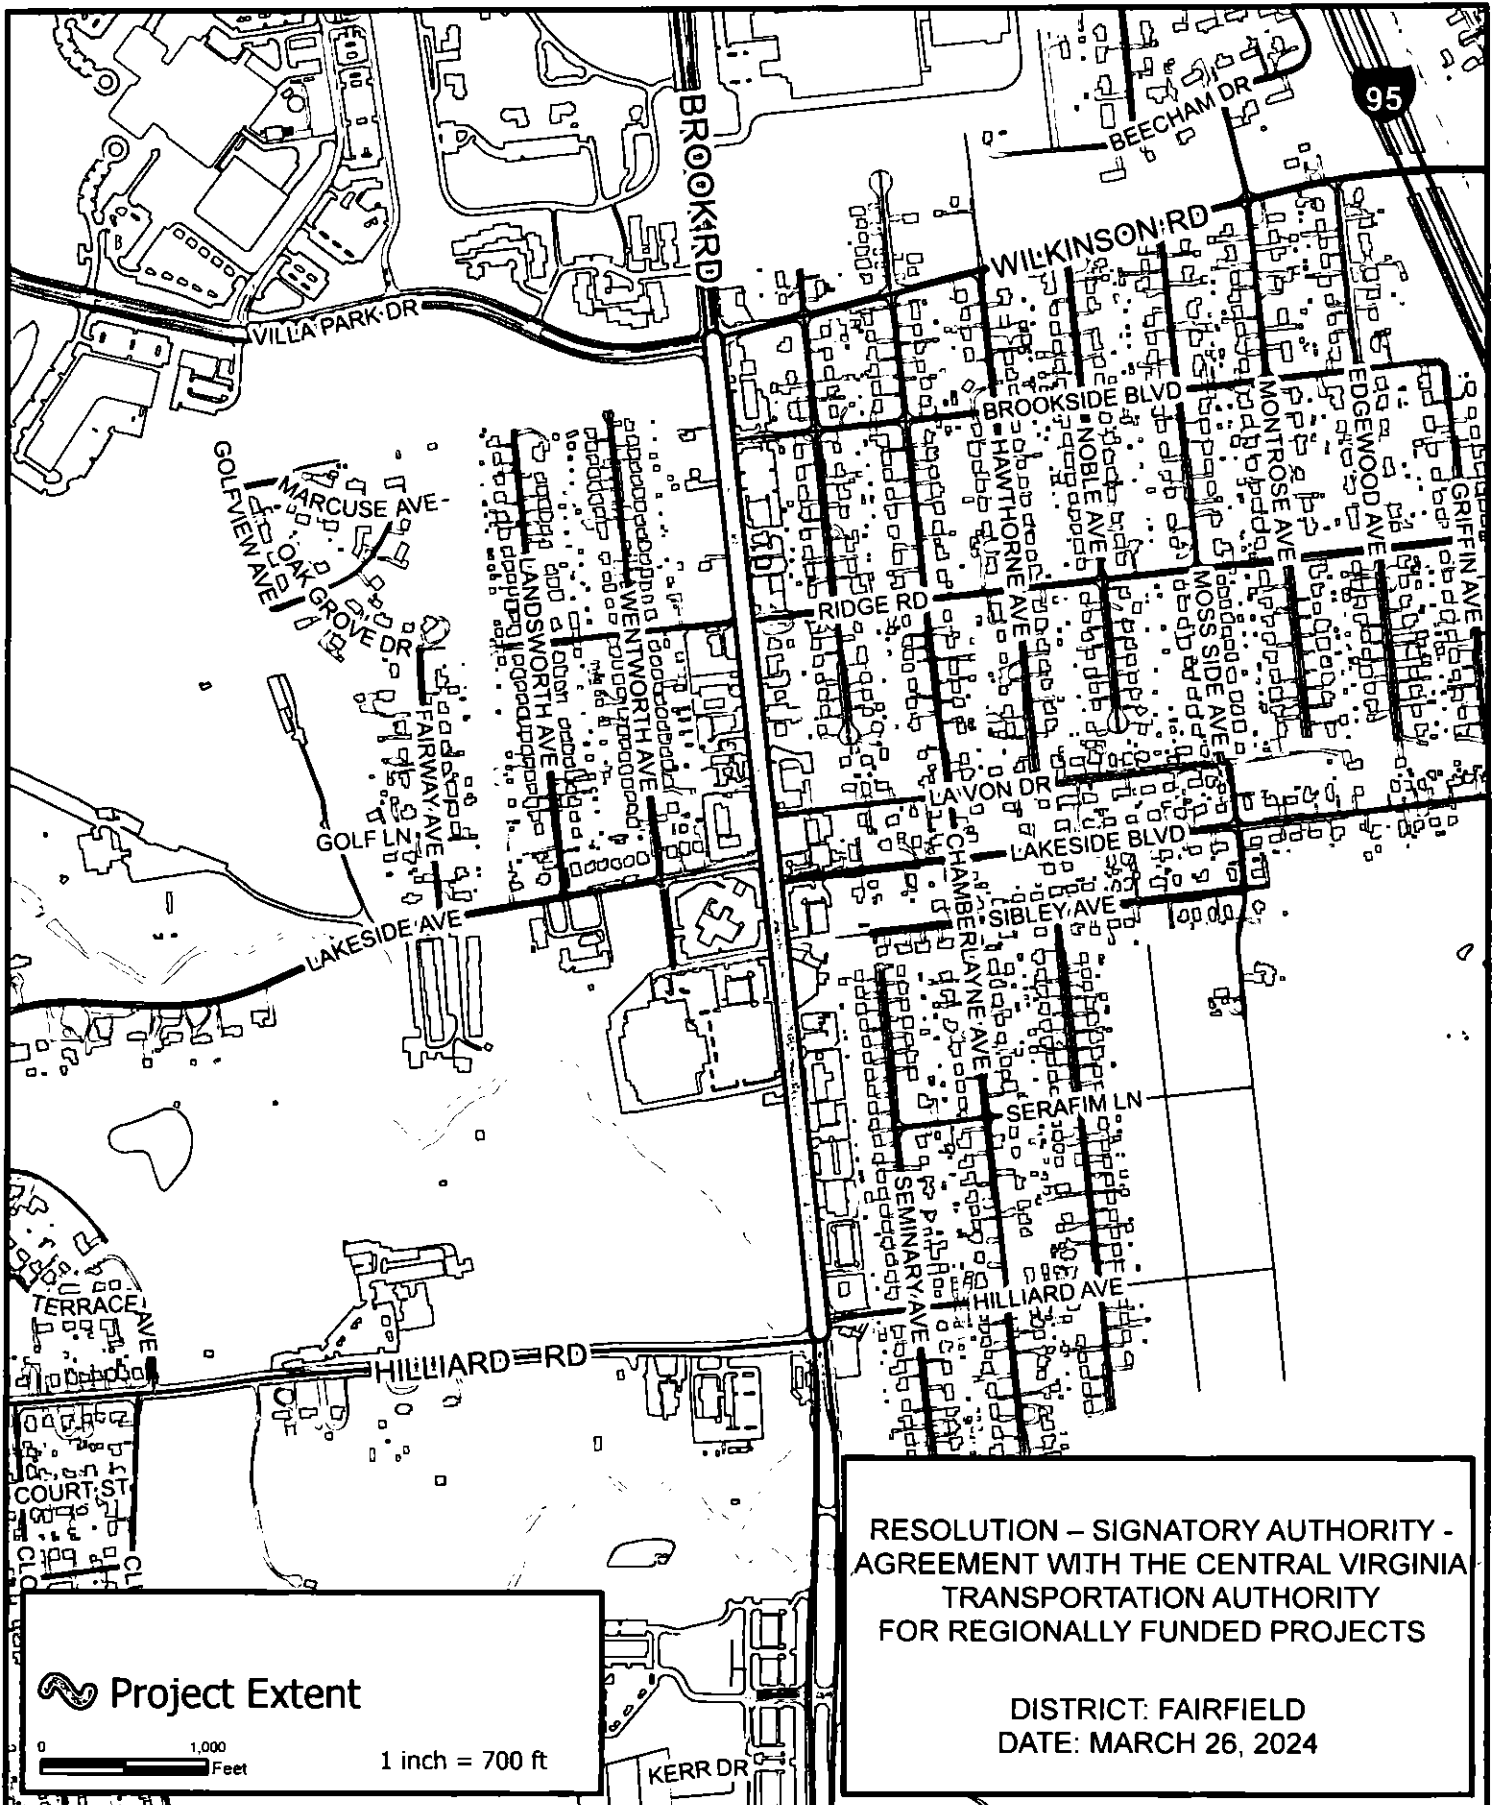 BROOK RD
95
BEECHAM DR
WILKINSON RD
VILLA PARK DR
BROOKSIDE BLVD
GOLFVIEW AVE
MARCUSE AVE
OAK GROVE DR
LANDSWORTH AVE
WENTWORTH AVE
HAWTHORNE AVE
NOBLE AVE
MONTROSE AVE
EDGEWOOD AVE
GRIFFIN AVE
RIDGE RD
MOSS SIDE AVE
FAIRWAY AVE
GOLF LN
LAVON DR
LAKESIDE BLVD
CHAMBERLAYNE AVE
SIBLEY AVE
LAKESIDE AVE
SERAFIM LN
SEMINARY AVE
HILLIARD AVE
TERRACE AVE
HILLIARD RD
COURT ST
CLO
CL
KERR DR
Project Extent
0 1,000
Feet
1 inch = 700 ft
RESOLUTION – SIGNATORY AUTHORITY -
AGREEMENT WITH THE CENTRAL VIRGINIA
TRANSPORTATION AUTHORITY
FOR REGIONALLY FUNDED PROJECTS
DISTRICT: FAIRFIELD
DATE: MARCH 26, 2024